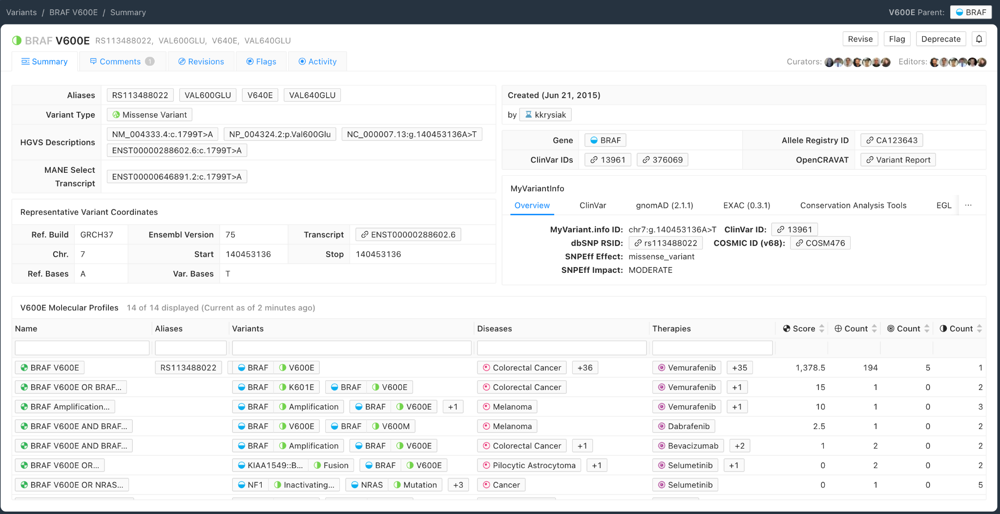 Variants / BRAF V600E / Summary
V600E Parent: BRAF
BRAF V600E RS113488022, VAL600GLU, V640E, VAL640GLU
Revise Flag Deprecate
Summary Comments 1 Revisions Flags Activity
Curators: Editors:
Aliases RS113488022 VAL600GLU V640E VAL640GLU
Variant Type Missense Variant
HGVS Descriptions NM_004333.4:c.1799T>A NP_004324.2:p.Val600Glu NC_000007.13:g.140453136A>T
ENST00000288602.6:c.1799T>A
MANE Select
Transcript
ENST00000646891.2:c.1799T>A
Representative Variant Coordinates
Ref. Build GRCH37 Ensembl Version 75 Transcript ENST00000288602.6
Chr. 7 Start 140453136 Stop 140453136
Ref. Bases A Var. Bases T
Created (Jun 21, 2015)
by kkrysiak
Gene BRAF Allele Registry ID CA123643
ClinVar IDs 13961 376069 OpenCRAVAT Variant Report
MyVariantInfo
Overview ClinVar gnomAD (2.1.1) EXAC (0.3.1) Conservation Analysis Tools EGL ...
MyVariant.info ID: chr7:g.140453136A>T ClinVar ID: 13961
dbSNP RSID: rs113488022 COSMIC ID (v68): COSM476
SNPEff Effect: missense_variant
SNPEff Impact: MODERATE
V600E Molecular Profiles 14 of 14 displayed (Current as of 2 minutes ago)
Name Aliases Variants Diseases Therapies Score Count Count Count
BRAF V600E RS113488022 BRAF V600E Colorectal Cancer +36 Vemurafenib +35 1,378.5 194 5 1
BRAF V600E OR BRAF... BRAF K601E BRAF V600E Colorectal Cancer Vemurafenib +1 15 1 0 2
BRAF Amplification... BRAF Amplification BRAF V600E +1 Melanoma Vemurafenib +1 10 1 0 3
BRAF V600E AND BRAF... BRAF V600E BRAF V600M Melanoma Dabrafenib 2.5 1 0 2
BRAF V600E AND BRAF... BRAF Amplification BRAF V600E Colorectal Cancer +1 Bevacizumab +2 1 2 0 2
BRAF V600E OR... KIAA1549::B... Fusion BRAF V600E Pilocytic Astrocytoma +1 Selumetinib +1 0 2 0 2
BRAF V600E OR NRAS... NF1 Inactivating... NRAS Mutation +3 Cancer Selumetinib 0 1 0 5